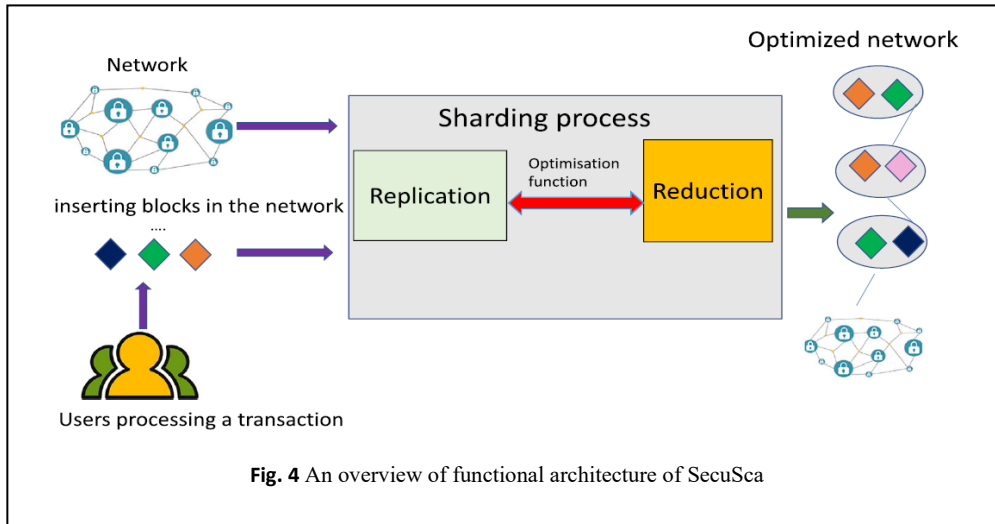 Network
inserting blocks in the network
....
Users processing a transaction
Sharding process
Replication
Optimisation
function
Reduction
Optimized network
Fig. 4 An overview of functional architecture of SecuSca